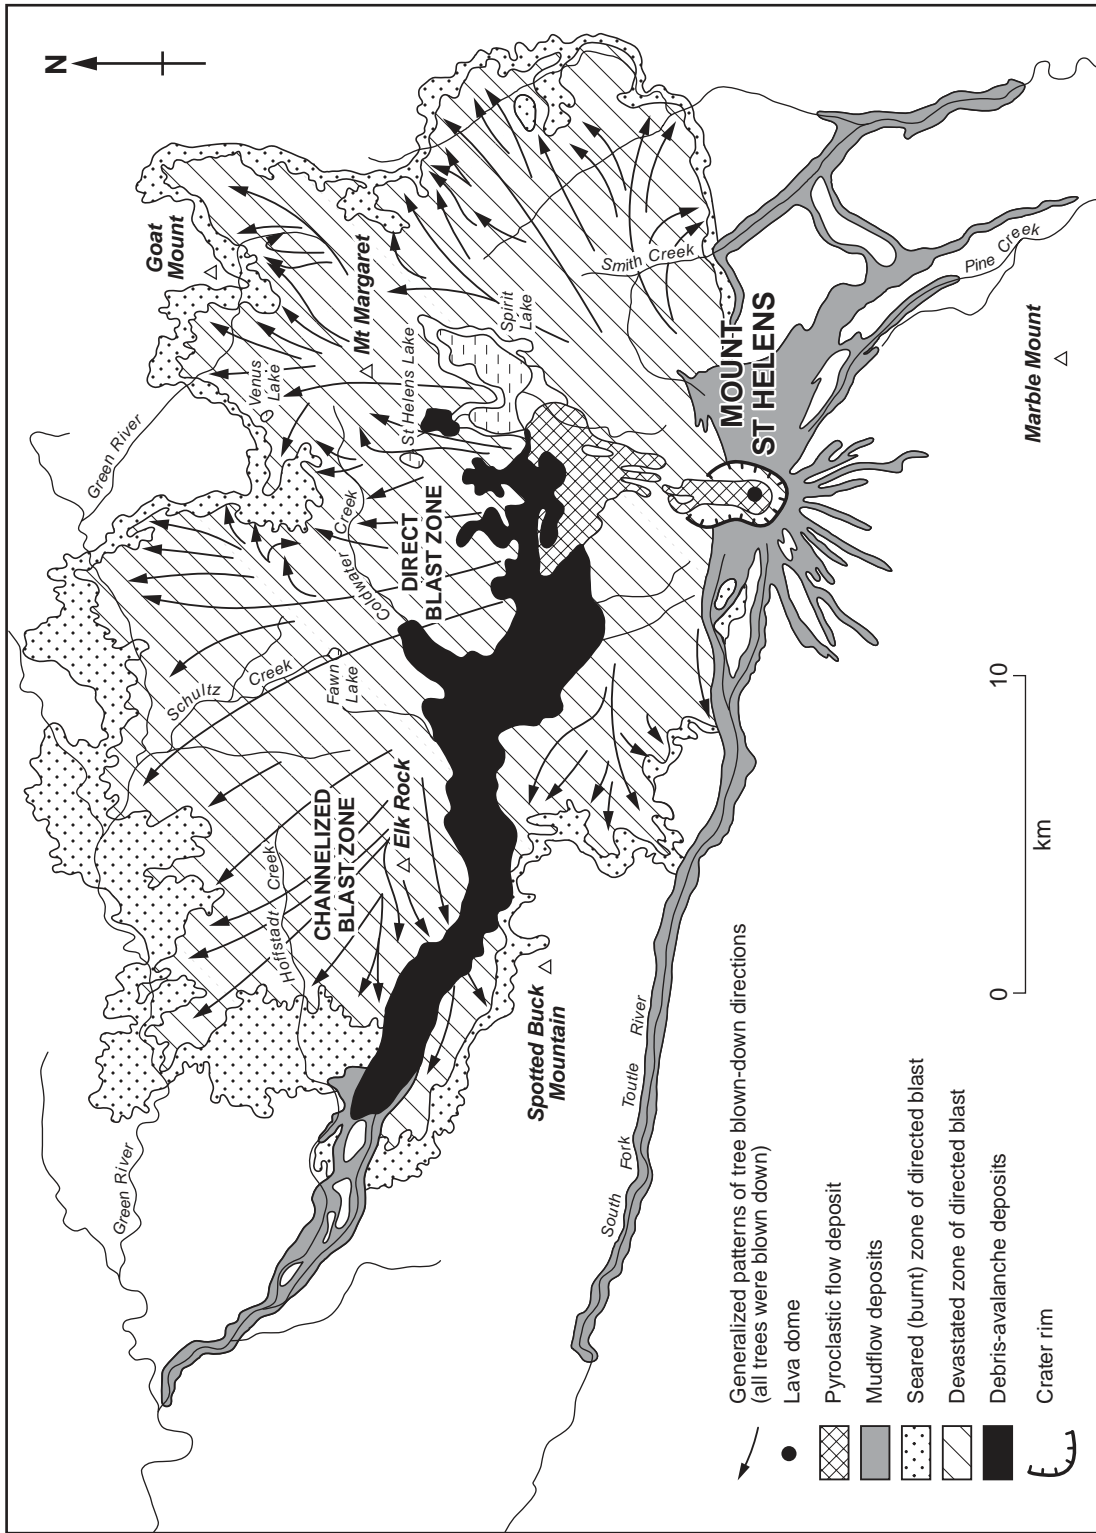 N
Goat
Mount
Mt Margaret
Green River
Venus
Lake
St Helens Lake
Spirit
Lake
Smith Creek
Pine Creek
MOUNT
ST HELENS
Marble Mount
DIRECT
BLAST ZONE
Coldwater Creek
Schultz Creek
Fawn
Lake
CHANNELIZED
BLAST ZONE
Elk Rock
Hoffstadt Creek
Spotted Buck
Mountain
Green River
South Fork Toutle River
0 10
km
Generalized patterns of tree blown-down directions
(all trees were blown down)
Lava dome
Pyroclastic flow deposit
Mudflow deposits
Seared (burnt) zone of directed blast
Devastated zone of directed blast
Debris-avalanche deposits
Crater rim